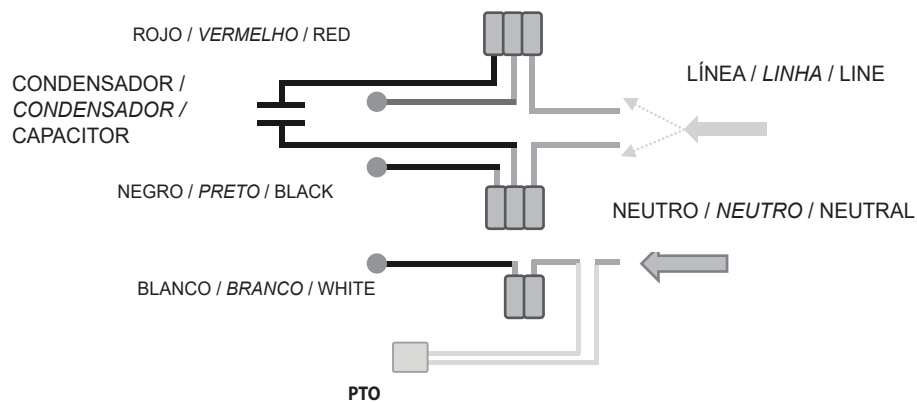 ROJO / VERMELHO / RED
CONDENSADOR /
CONDENSADOR /
CAPACITOR
LÍNEA / LINHA / LINE
NEGRO / PRETO / BLACK
NEUTRO / NEUTRO / NEUTRAL
BLANCO / BRANCO / WHITE
PTO